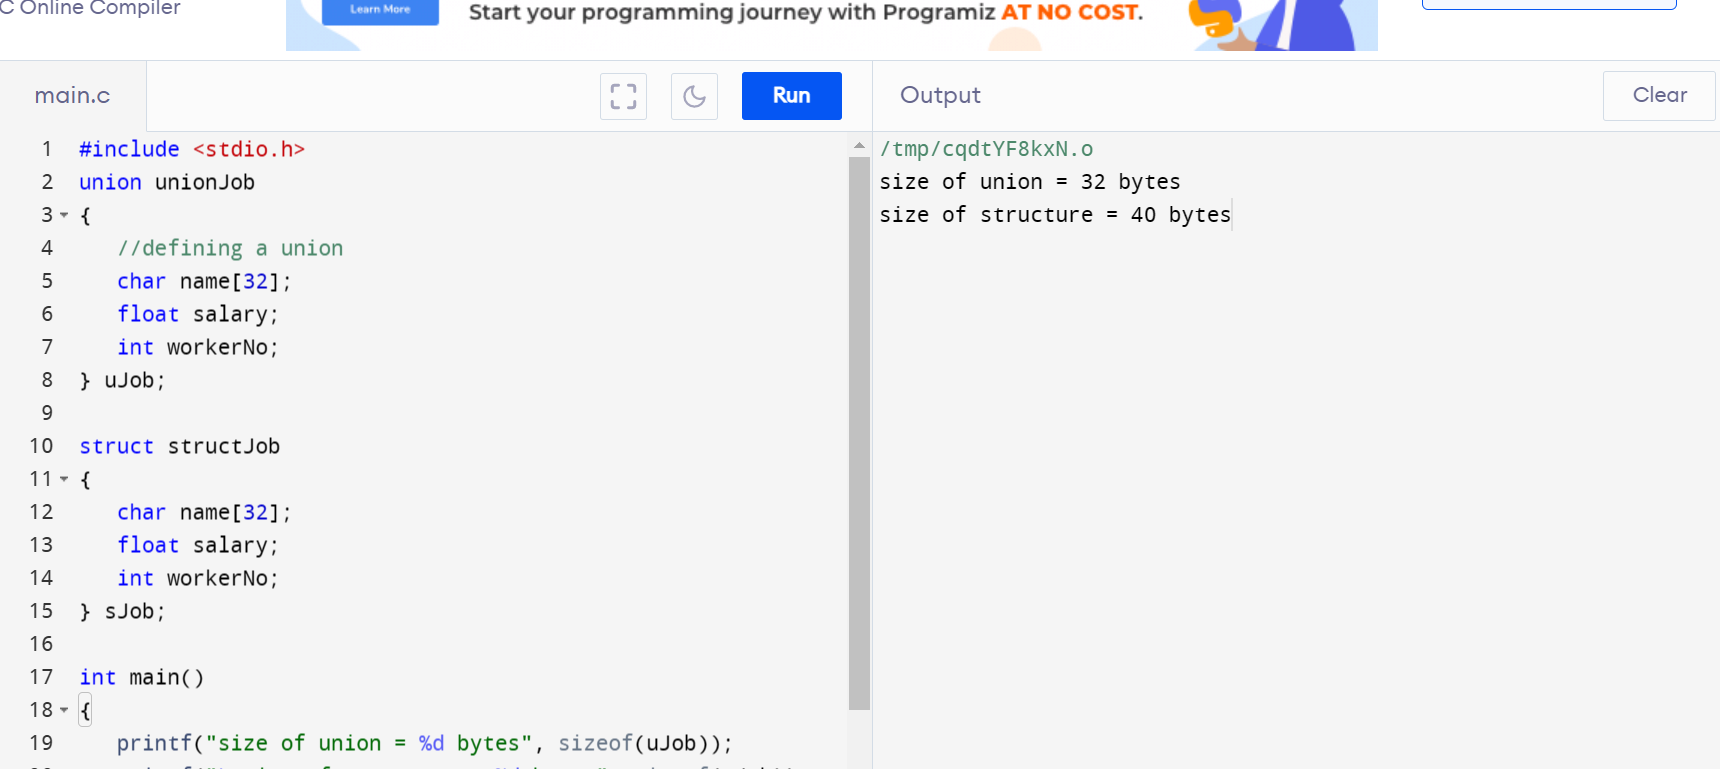 C Online Compiler
Learn More
Start your programming journey with Programiz AT NO COST.
main.c
Run
Output
Clear
1 #include <stdio.h>
2 union unionJob
3 {
4 //defining a union
5 char name[32];
6 float salary;
7 int workerNo;
8 } uJob;
9
10 struct structJob
11 {
12 char name[32];
13 float salary;
14 int workerNo;
15 } sJob;
16
17 int main()
18 {
19 printf("size of union = %d bytes", sizeof(uJob));
/tmp/cqdtYF8kxN.o
size of union = 32 bytes
size of structure = 40 bytes